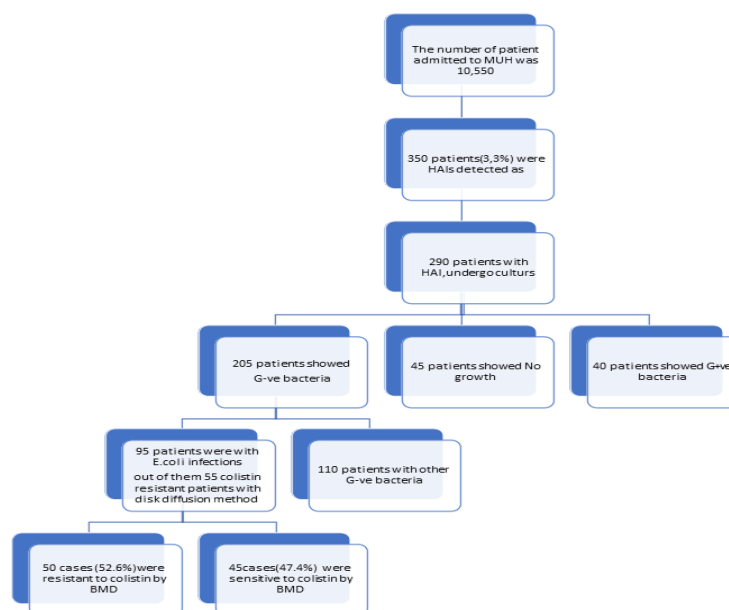 The number of patient
admitted to MUH was
10,550
350 patients(3,3%) were
HAIs detected as
290 patients with
HAI,undergo culturs
205 patients showed
G-ve bacteria
45 patients showed No
growth
40 patients showed G+ve
bacteria
95 patients were with
E.coli infections
out of them 55 colistin
resistant patients with
disk diffusion method
110 patients with other
G-ve bacteria
50 cases (52.6%)were
resistant to colistin by
BMD
45cases(47.4%) were
sensitive to colistin by
BMD